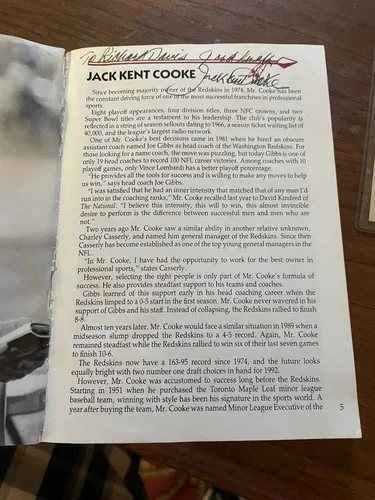 To Richard Davis Good luck
Jack Kent Cooke
JACK KENT COOKE
Since becoming majority owner of the Redskins in 1974, Mr. Cooke has been
the constant driving force of one of the most successful franchises in professional
sports.
Eight playoff appearances, four division titles, three NFC crowns, and two
Super Bowl titles are a testament to his leadership. The club's popularity is
reflected in a string of season sellouts dating to 1966, a season ticket waiting list of
40,000, and the league's largest radio network.
One of Mr. Cooke's best decisions came in 1981 when he hired an obscure
assistant coach named Joe Gibbs as head coach of the Washington Redskins. For
those looking for a name coach, the move was puzzling, but today Gibbs is one of
only 19 head coaches to record 100 NFL career victories. Among coaches with 10
playoff games, only Vince Lombardi has a better playoff percentage.
"He provides all the tools for success and is willing to make any moves to help
us win," says head coach Joe Gibbs.
"I was satisfied that he had an inner intensity that matched that of any man I'd
run into in the coaching ranks," Mr. Cooke recalled last year to David Kindred of
The National. "I believe this intensity, this will to win, this almost invincible
desire to perform is the difference between successful men and men who are
not."
Two years ago Mr. Cooke saw a similar ability in another relative unknown,
Charley Casserly, and named him general manager of the Redskins. Since then
Casserly has become established as one of the top young general managers in the
NFL.
"In Mr. Cooke, I have had the opportunity to work for the best owner in
professional sports," states Casserly.
However, selecting the right people is only part of Mr. Cooke's formula of
success. He also provides steadfast support to his teams and coaches.
Gibbs learned of this support early in his head coaching career when the
Redskins limped to a 0-5 start in the first season. Mr. Cooke never wavered in his
support of Gibbs and his staff. Instead of collapsing, the Redskins rallied to finish
8-8.
Almost ten years later, Mr. Cooke would face a similar situation in 1989 when a
midseason slump dropped the Redskins to a 4-5 record. Again, Mr. Cooke
remained steadfast while the Redskins rallied to win six of their last seven games
to finish 10-6.
The Redskins now have a 163-95 record since 1974, and the future looks
equally bright with two number one draft choices in hand for 1992.
However, Mr. Cooke was accustomed to success long before the Redskins.
Starting in 1951 when he purchased the Toronto Maple Leaf minor league
baseball team, winning with style has been his signature in the sports world. A
year after buying the team, Mr. Cooke was named Minor League Executive of the
5